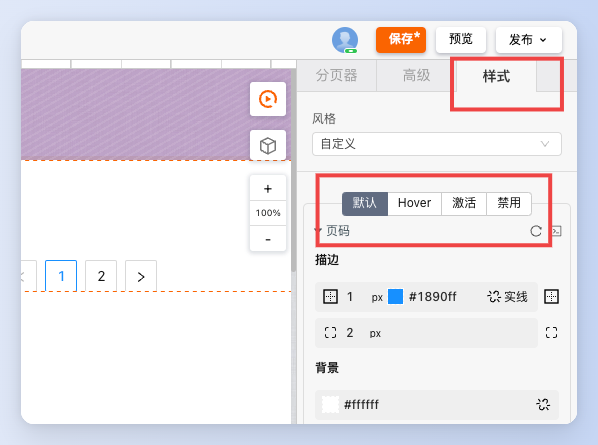 保存*
预览
发布
分页器
高级
样式
风格
自定义
100%
默认
Hover
激活
禁用
页码
描边
1 px #1890ff 实线
2 px
背景
#ffffff
1
2